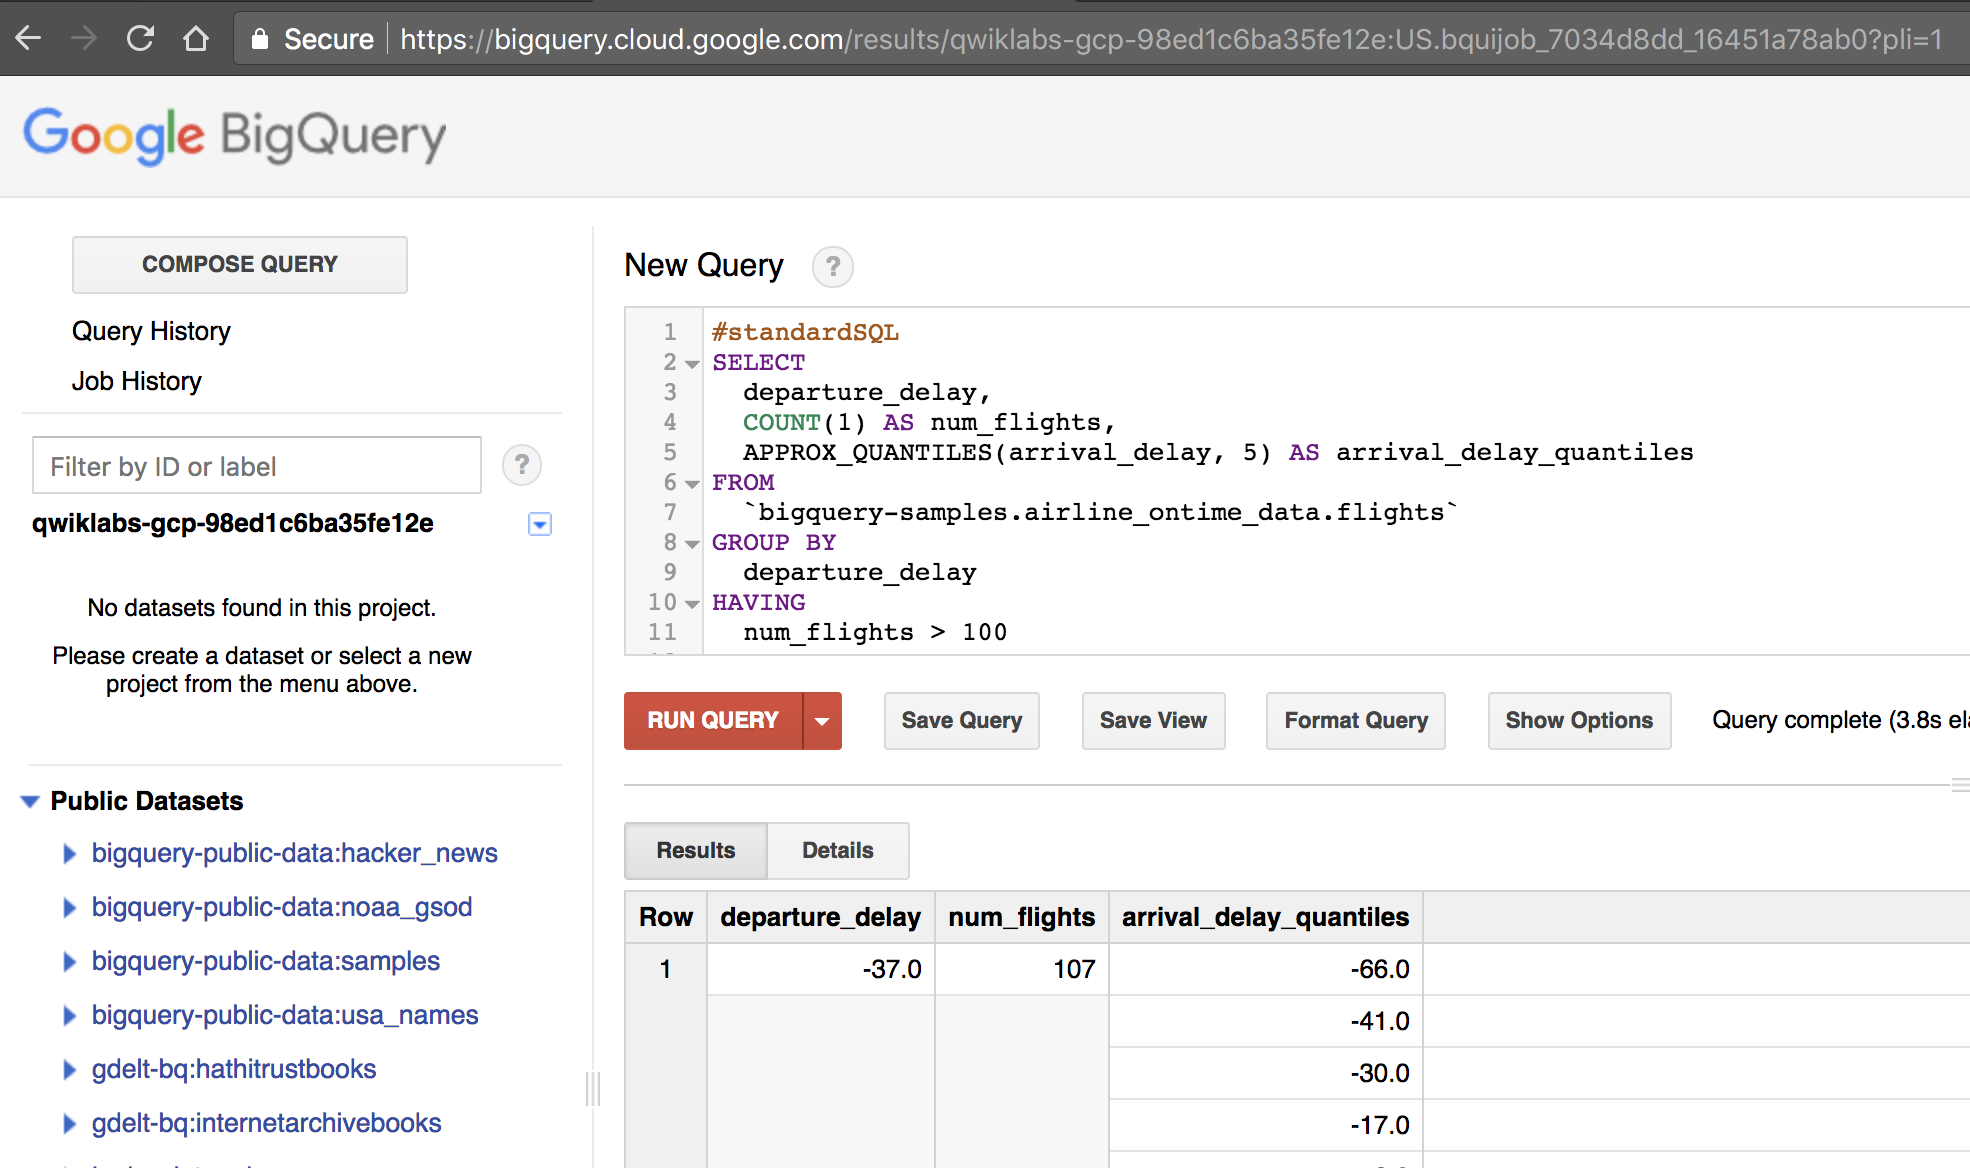 Secure https://bigquery.cloud.google.com/results/qwiklabs-gcp-98ed1c6ba35fe12e:US.bquijob_7034d8dd_16451a78ab0?pli=1
Google BigQuery
COMPOSE QUERY
Query History
Job History
Filter by ID or label ?
qwiklabs-gcp-98ed1c6ba35fe12e
No datasets found in this project.
Please create a dataset or select a new
project from the menu above.
Public Datasets
bigquery-public-data:hacker_news
bigquery-public-data:noaa_gsod
bigquery-public-data:samples
bigquery-public-data:usa_names
gdelt-bq:hathitrustbooks
gdelt-bq:internetarchivebooks
New Query ?
1 #standardSQL
2 SELECT
3 departure_delay,
4 COUNT(1) AS num_flights,
5 APPROX_QUANTILES(arrival_delay, 5) AS arrival_delay_quantiles
6 FROM
7 `bigquery-samples.airline_ontime_data.flights`
8 GROUP BY
9 departure_delay
10 HAVING
11 num_flights > 100
RUN QUERY Save Query Save View Format Query Show Options Query complete (3.8s
Results Details
Row departure_delay num_flights arrival_delay_quantiles
1 -37.0 107 -66.0
-41.0
-30.0
-17.0